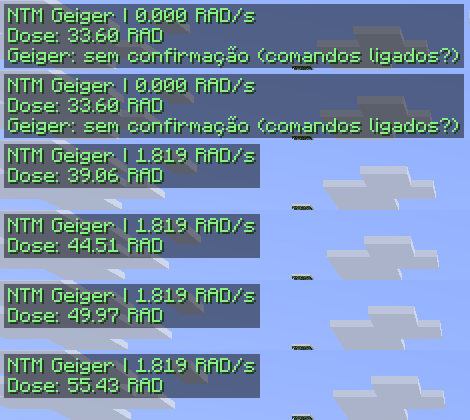 NTM Geiger | 0.000 RAD/s
Dose: 33.60 RAD
Geiger: sem confirmação (comandos ligados?)
NTM Geiger | 0.000 RAD/s
Dose: 33.60 RAD
Geiger: sem confirmação (comandos ligados?)
NTM Geiger | 1.819 RAD/s
Dose: 39.06 RAD
NTM Geiger | 1.819 RAD/s
Dose: 44.51 RAD
NTM Geiger | 1.819 RAD/s
Dose: 49.97 RAD
NTM Geiger | 1.819 RAD/s
Dose: 55.43 RAD